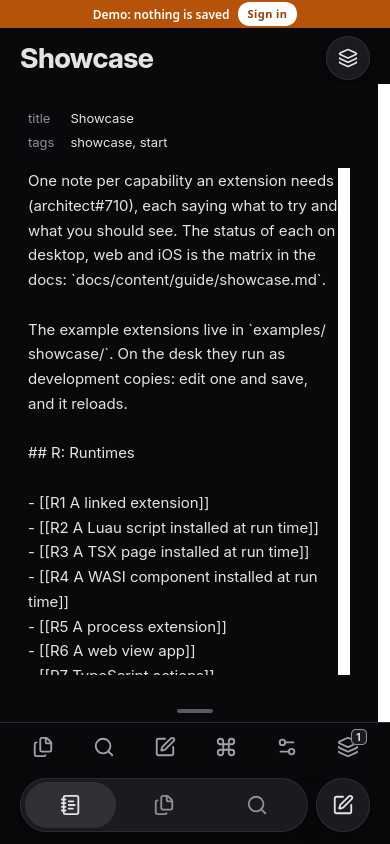 Demo: nothing is saved Sign in
Showcase
title Showcase
tags showcase, start
One note per capability an extension needs
(architect#710), each saying what to try and
what you should see. The status of each on
desktop, web and iOS is the matrix in the
docs: `docs/content/guide/showcase.md`.
The example extensions live in `examples/
showcase/`. On the desk they run as
development copies: edit one and save,
and it reloads.
## R: Runtimes
- [[R1 A linked extension]]
- [[R2 A Luau script installed at run time]]
- [[R3 A TSX page installed at run time]]
- [[R4 A WASI component installed at run
time]]
- [[R5 A process extension]]
- [[R6 A web view app]]
- [[R7 TypeScript actions]]
1